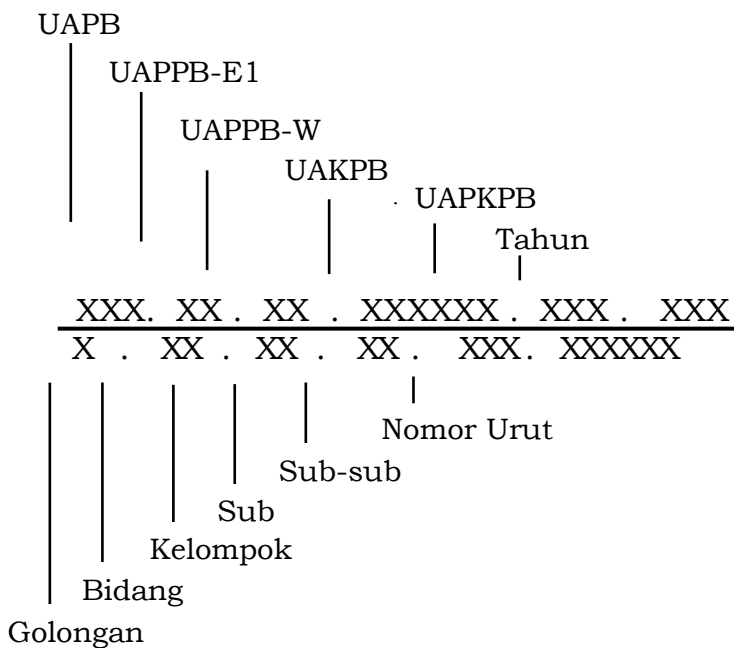 UAPB
UAPPB-E1
UAPPB-W
UAKPB
UAPKPB
Tahun
XXX. XX . XX . XXXXXX . XXX . XXX
X . XX . XX . XX . XXX. XXXXXX
Nomor Urut
Sub-sub
Sub
Kelompok
Bidang
Golongan